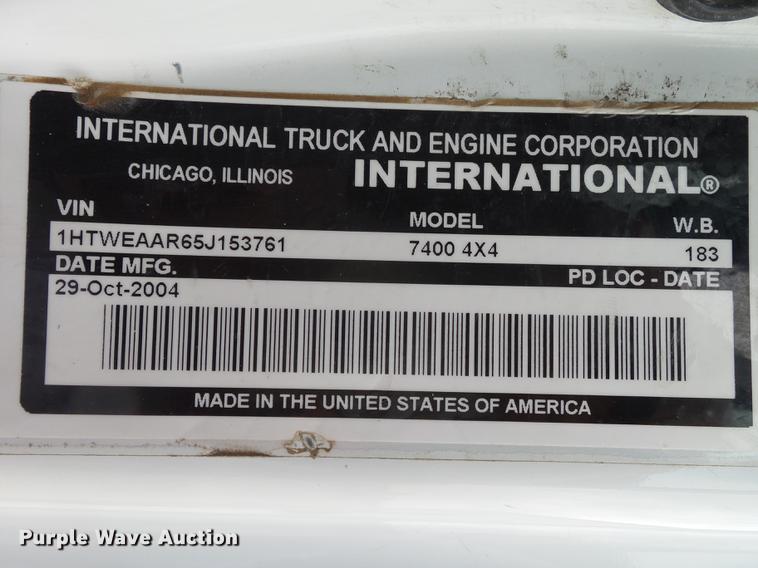 INTERNATIONAL TRUCK AND ENGINE CORPORATION
CHICAGO, ILLINOIS INTERNATIONAL®
VIN MODEL W.B.
1HTWEAAR65J153761 7400 4X4 183
DATE MFG. PD LOC - DATE
29-Oct-2004
MADE IN THE UNITED STATES OF AMERICA
Purple Wave Auction